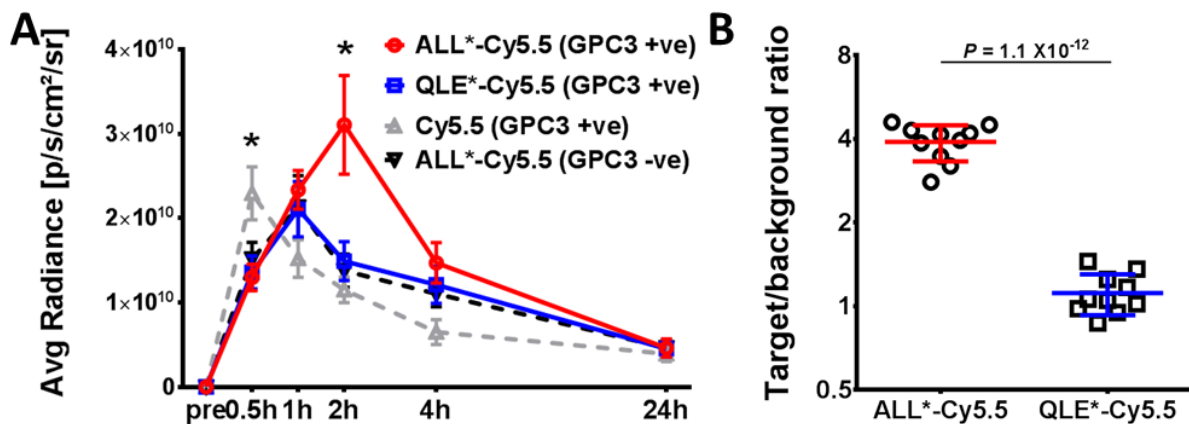 A
Avg Radiance [p/s/cm²/sr]
4×10¹⁰
3×10¹⁰
2×10¹⁰
1×10¹⁰
0
pre 0.5h 1h 2h 4h 24h
*
*
ALL*-Cy5.5 (GPC3 +ve)
QLE*-Cy5.5 (GPC3 +ve)
Cy5.5 (GPC3 +ve)
ALL*-Cy5.5 (GPC3 -ve)
B
Target/background ratio
8
4
2
1
0.5
P = 1.1 X10⁻¹²
ALL*-Cy5.5 QLE*-Cy5.5